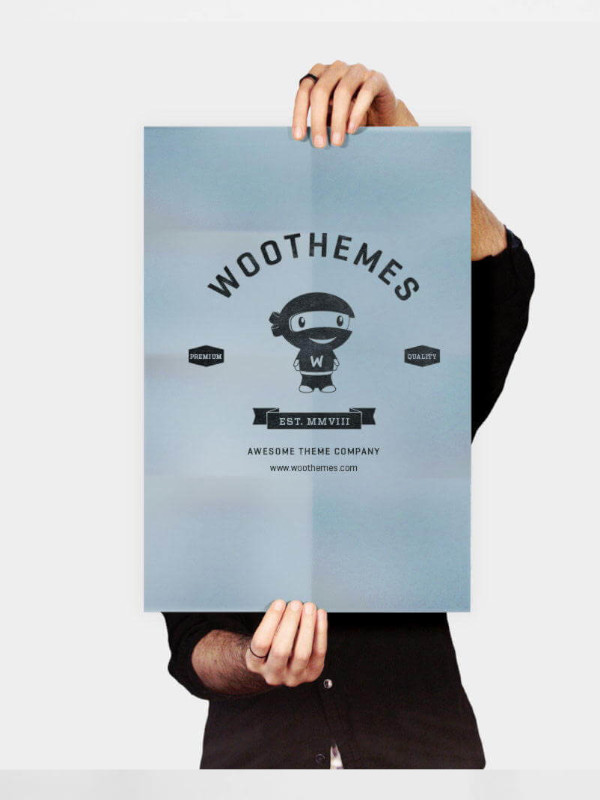 WOOTHEMES
W
PREMIUM
QUALITY
EST. MMVIII
AWESOME THEME COMPANY
www.woothemes.com